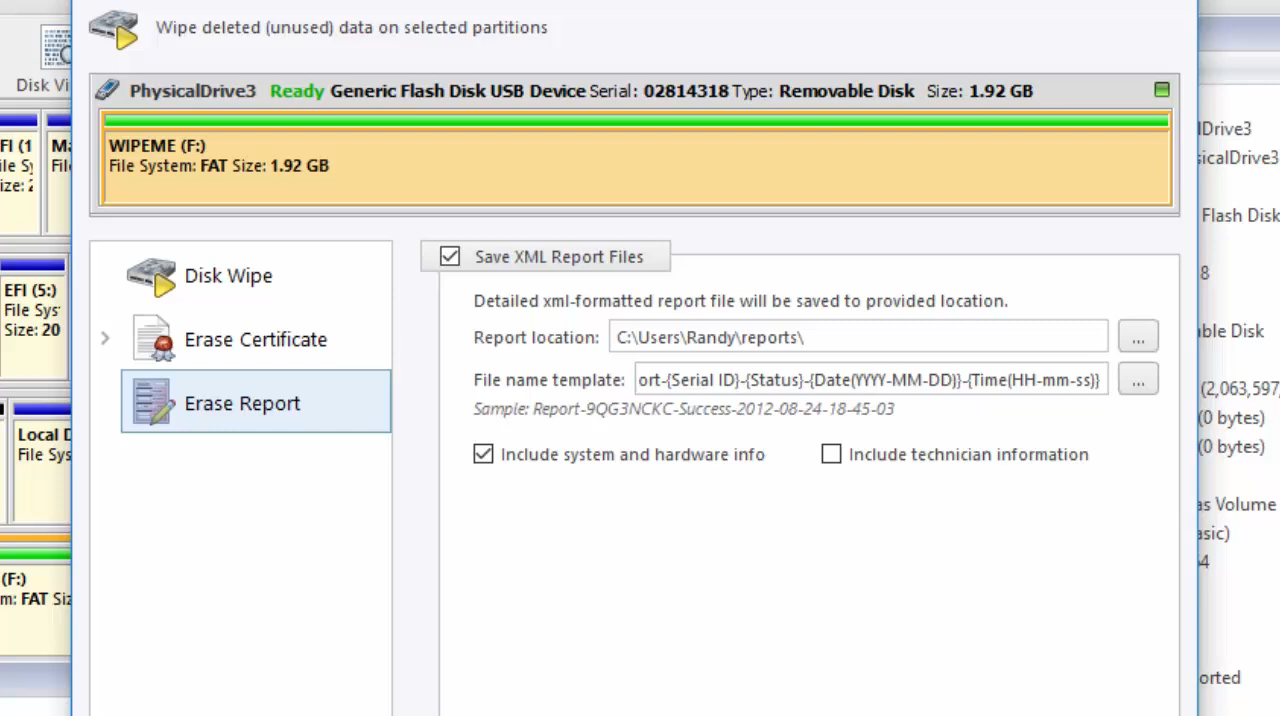 Wipe deleted (unused) data on selected partitions
Disk Vi
PhysicalDrive3 Ready Generic Flash Disk USB Device Serial: 02814318 Type: Removable Disk Size: 1.92 GB
WIPEME (F:)
File System: FAT Size: 1.92 GB
EFI (5:)
File Sys
Size: 20
Local D
File Sys
(F:)
m: FAT Siz
Disk Wipe
Erase Certificate
Erase Report
Save XML Report Files
Detailed xml-formatted report file will be saved to provided location.
Report location: C:\Users\Randy\reports\ ...
File name template: ort-{Serial ID}-{Status}-{Date(YYYY-MM-DD)}-{Time(HH-mm-ss)} ...
Sample: Report-9QG3NCKC-Success-2012-08-24-18-45-03
Include system and hardware info
Include technician information
lDrive3
sicalDrive3
Flash Disk
8
ble Disk
(2,063,597,
(0 bytes)
(0 bytes)
as Volume
asic)
orted